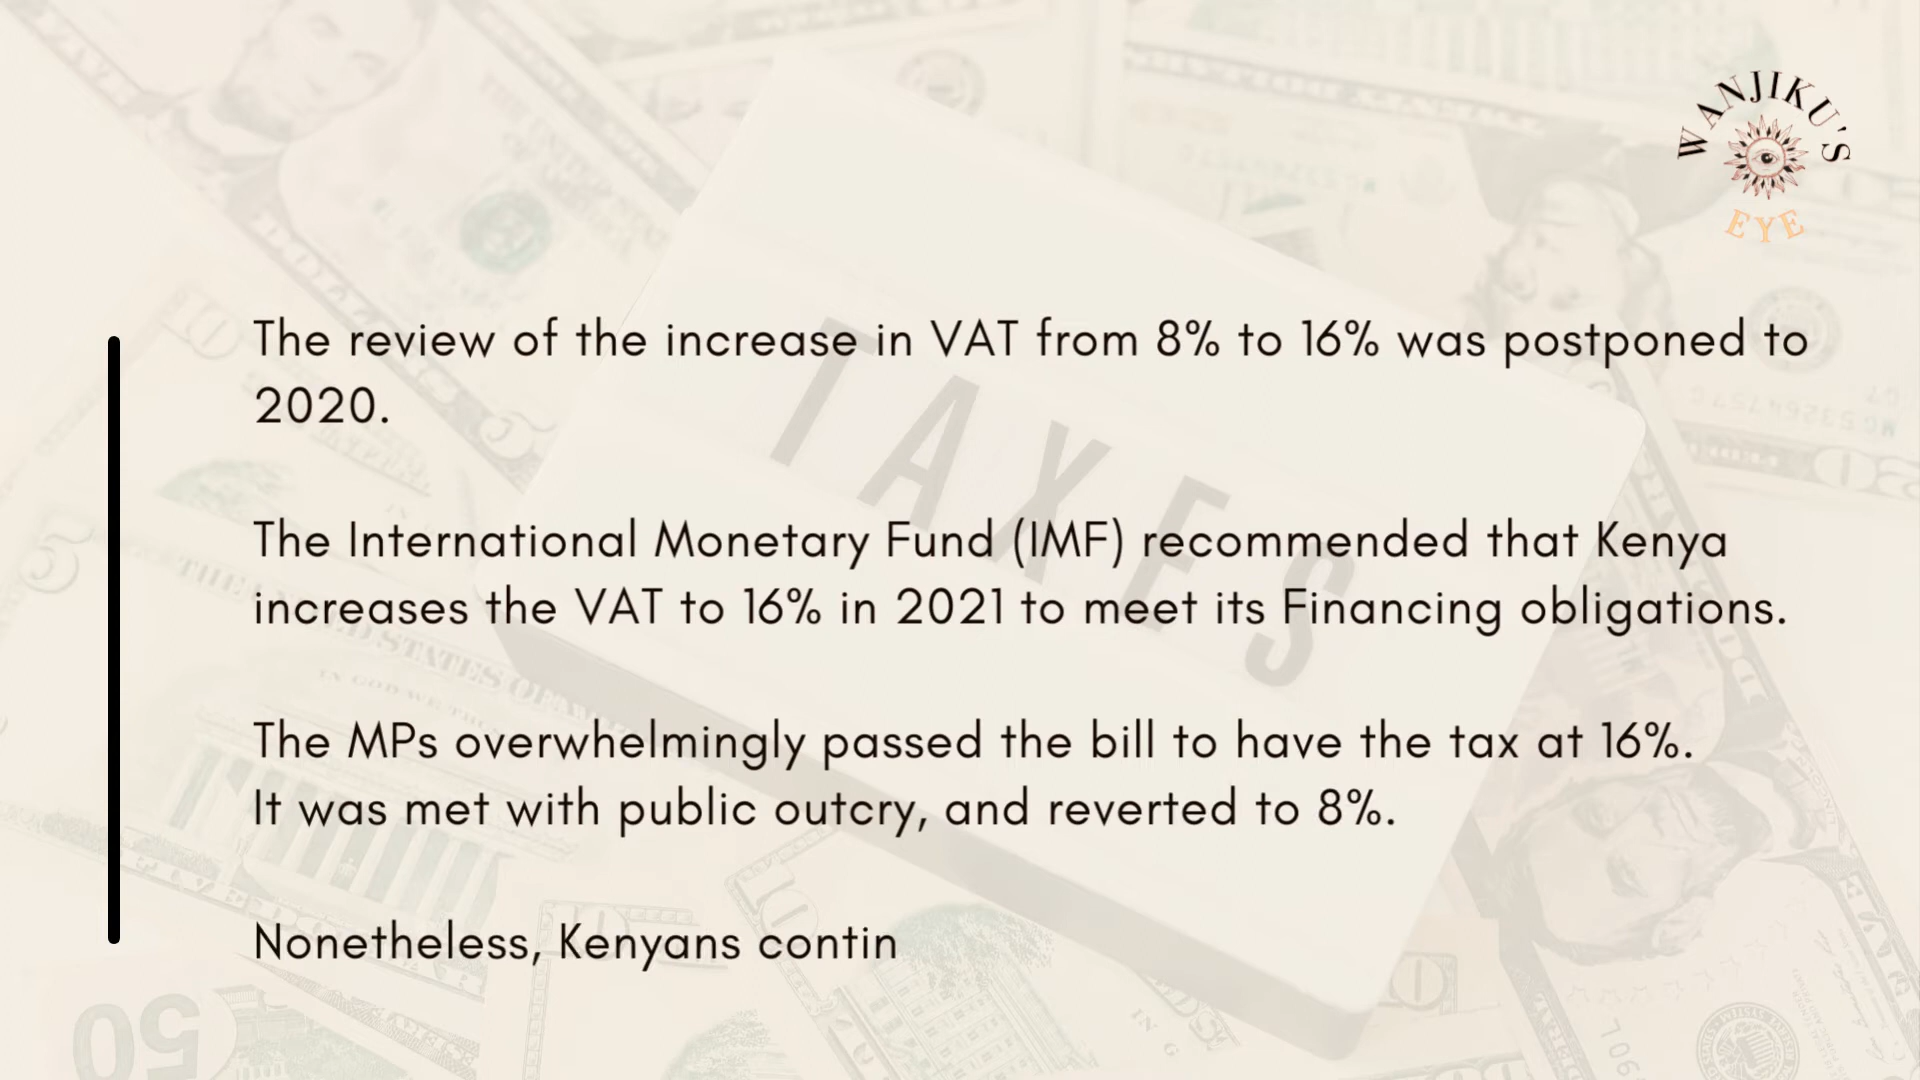 WANJIKU'S
EYE
The review of the increase in VAT from 8% to 16% was postponed to
2020.
TAXES
The International Monetary Fund (IMF) recommended that Kenya
increases the VAT to 16% in 2021 to meet its Financing obligations.
The MPs overwhelmingly passed the bill to have the tax at 16%.
It was met with public outcry, and reverted to 8%.
Nonetheless, Kenyans contin
50